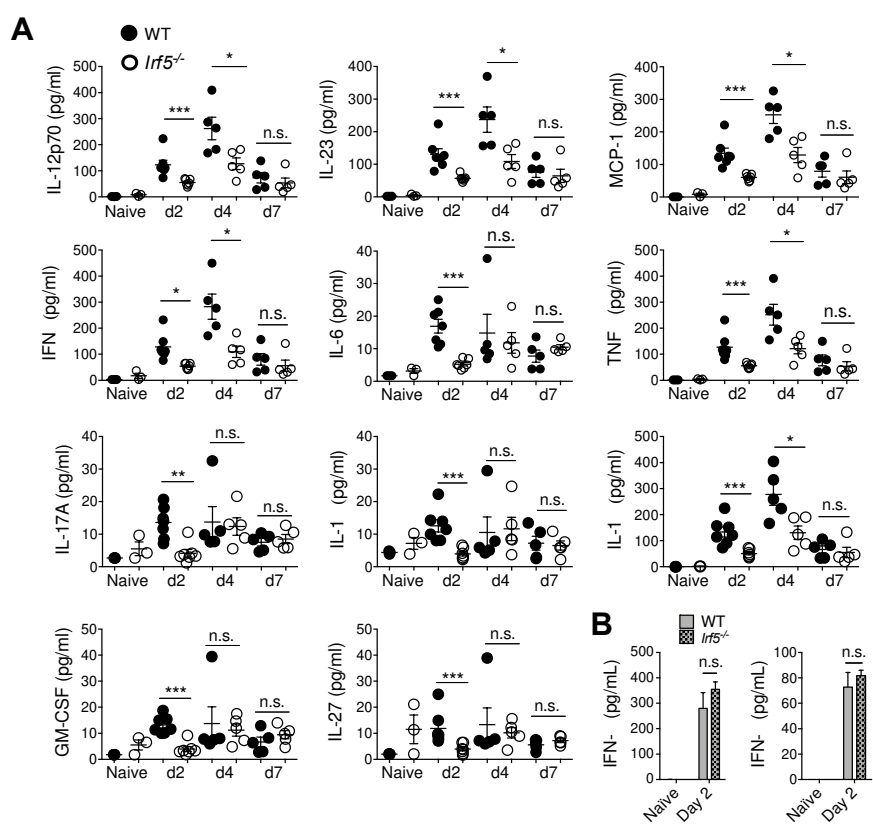 A
WT
Irf5-/-
IL-12p70 (pg/ml)
500
400
300
200
100
0
Naive d2 d4 d7
***
*
n.s.
IL-23 (pg/ml)
400
300
200
100
0
Naive d2 d4 d7
***
*
n.s.
MCP-1 (pg/ml)
400
300
200
100
0
Naive d2 d4 d7
***
*
n.s.
IFN (pg/ml)
500
400
300
200
100
0
Naive d2 d4 d7
*
*
n.s.
IL-6 (pg/ml)
40
30
20
10
0
Naive d2 d4 d7
***
n.s.
n.s.
TNF (pg/ml)
500
400
300
200
100
0
Naive d2 d4 d7
***
*
n.s.
IL-17A (pg/ml)
40
30
20
10
0
Naive d2 d4 d7
**
n.s.
n.s.
IL-1 (pg/ml)
40
30
20
10
0
Naive d2 d4 d7
***
n.s.
n.s.
IL-1 (pg/ml)
500
400
300
200
100
0
Naive d2 d4 d7
***
*
n.s.
GM-CSF (pg/ml)
50
40
30
20
10
0
Naive d2 d4 d7
***
n.s.
n.s.
IL-27 (pg/ml)
50
40
30
20
10
0
Naive d2 d4 d7
***
n.s.
n.s.
B
WT
Irf5-/-
IFN- (pg/mL)
500
400
300
200
100
0
Naïve Day 2
n.s.
IFN- (pg/mL)
100
80
60
40
20
0
Naïve Day 2
n.s.